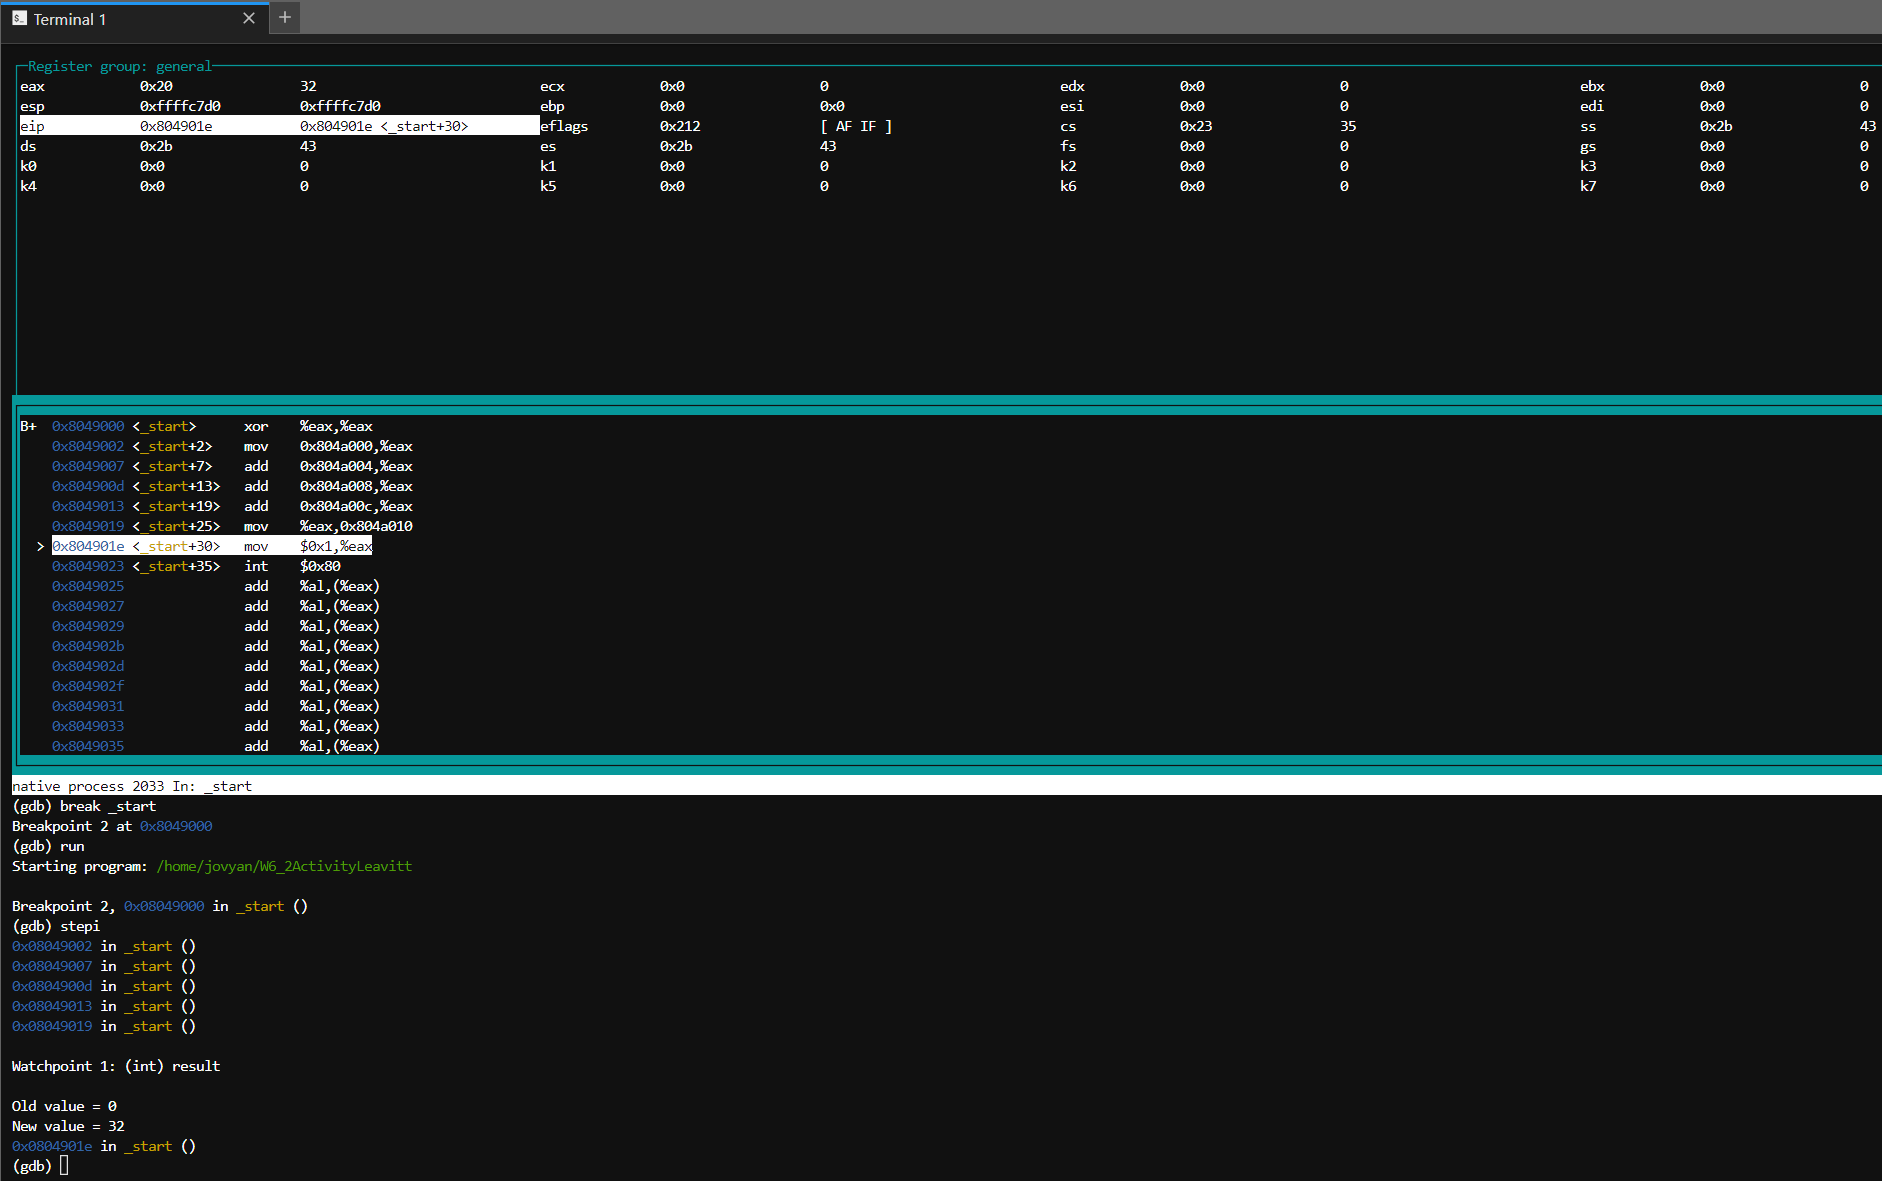 Terminal 1
Register group: general
eax 0x20 32 ecx 0x0 0 edx 0x0 0 ebx 0x0 0
esp 0xffffc7d0 0xffffc7d0 ebp 0x0 0x0 esi 0x0 0 edi 0x0 0
eip 0x804901e 0x804901e <_start+30> eflags 0x212 [ AF IF ] cs 0x23 35 ss 0x2b 43
ds 0x2b 43 es 0x2b 43 fs 0x0 0 gs 0x0 0
k0 0x0 0 k1 0x0 0 k2 0x0 0 k3 0x0 0
k4 0x0 0 k5 0x0 0 k6 0x0 0 k7 0x0 0
B+ 0x8049000 <_start> xor %eax,%eax
0x8049002 <_start+2> mov 0x804a000,%eax
0x8049007 <_start+7> add 0x804a004,%eax
0x804900d <_start+13> add 0x804a008,%eax
0x8049013 <_start+19> add 0x804a00c,%eax
0x8049019 <_start+25> mov %eax,0x804a010
> 0x804901e <_start+30> mov $0x1,%eax
0x8049023 <_start+35> int $0x80
0x8049025 add %al,(%eax)
0x8049027 add %al,(%eax)
0x8049029 add %al,(%eax)
0x804902b add %al,(%eax)
0x804902d add %al,(%eax)
0x804902f add %al,(%eax)
0x8049031 add %al,(%eax)
0x8049033 add %al,(%eax)
0x8049035 add %al,(%eax)
native process 2033 In: _start
(gdb) break _start
Breakpoint 2 at 0x8049000
(gdb) run
Starting program: /home/jovyan/W6_2ActivityLeavitt
Breakpoint 2, 0x08049000 in _start ()
(gdb) stepi
0x08049002 in _start ()
0x08049007 in _start ()
0x0804900d in _start ()
0x08049013 in _start ()
0x08049019 in _start ()
Watchpoint 1: (int) result
Old value = 0
New value = 32
0x0804901e in _start ()
(gdb)